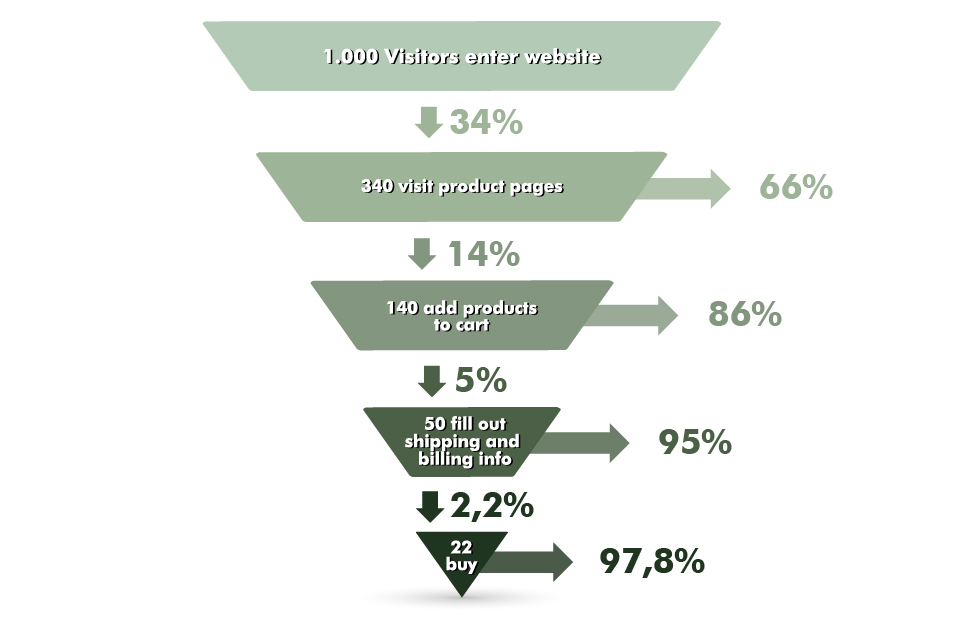 1.000 Visitors enter website
34%
340 visit product pages
66%
14%
140 add products
to cart
86%
5%
50 fill out
shipping and
billing info
95%
2,2%
22
buy
97,8%